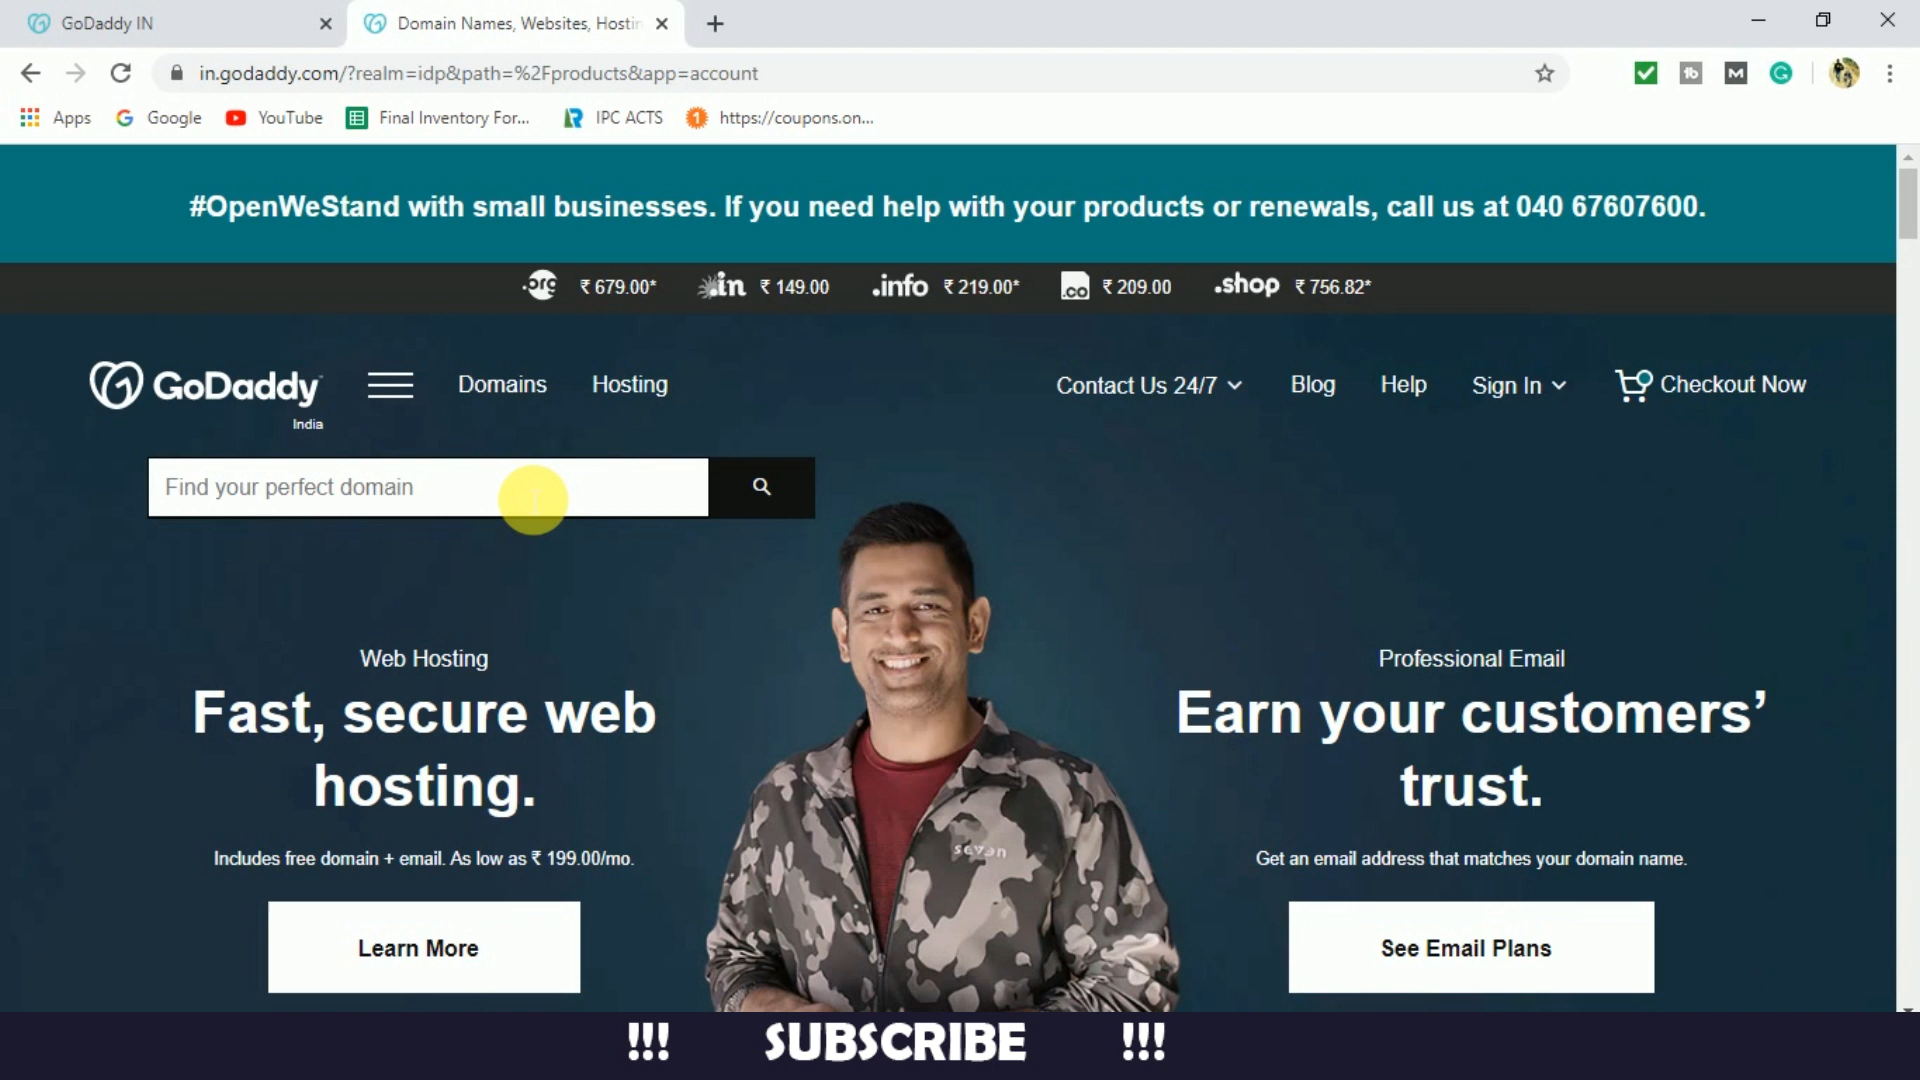 GoDaddy IN
Domain Names, Websites, Hostin
in.godaddy.com/?realm=idp&path=%2Fproducts&app=account
Apps Google YouTube Final Inventory For... IPC ACTS https://coupons.on...
#OpenWeStand with small businesses. If you need help with your products or renewals, call us at 040 67607600.
.org ₹ 679.00* .in ₹ 149.00 .info ₹ 219.00* .co ₹ 209.00 .shop ₹ 756.82*
GoDaddy India Domains Hosting Contact Us 24/7 Blog Help Sign In Checkout Now
Find your perfect domain
Web Hosting
Fast, secure web
hosting.
Includes free domain + email. As low as ₹ 199.00/mo.
Learn More
seven
Professional Email
Earn your customers’
trust.
Get an email address that matches your domain name.
See Email Plans
!!! SUBSCRIBE !!!